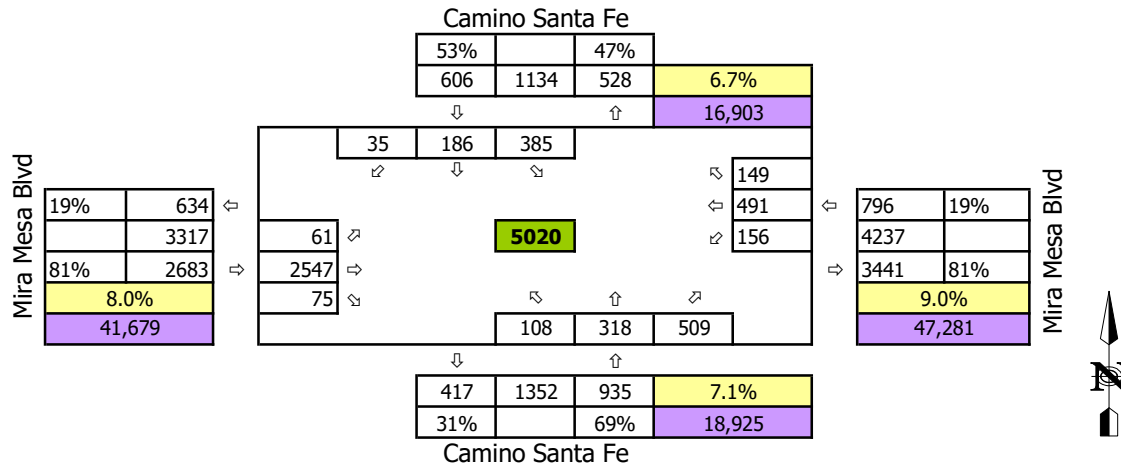 Camino Santa Fe
53% 47%
606 1134 528 6.7%
⇩ ⇧ 16,903
35 186 385
⬃ ⇩ ⬂ ⬁ 149
Mira Mesa Blvd
19% 634 ⇦ ⇦ 491 ⇦ 796 19%
3317 61 ⬀ 5020 ⬃ 156 4237
81% 2683 ⇨ 2547 ⇨ ⇨ 3441 81%
8.0% 75 ⬂ ⬁ ⇧ ⬀ 9.0%
41,679 108 318 509 47,281
Mira Mesa Blvd
N
⇩ ⇧
417 1352 935 7.1%
31% 69% 18,925
Camino Santa Fe